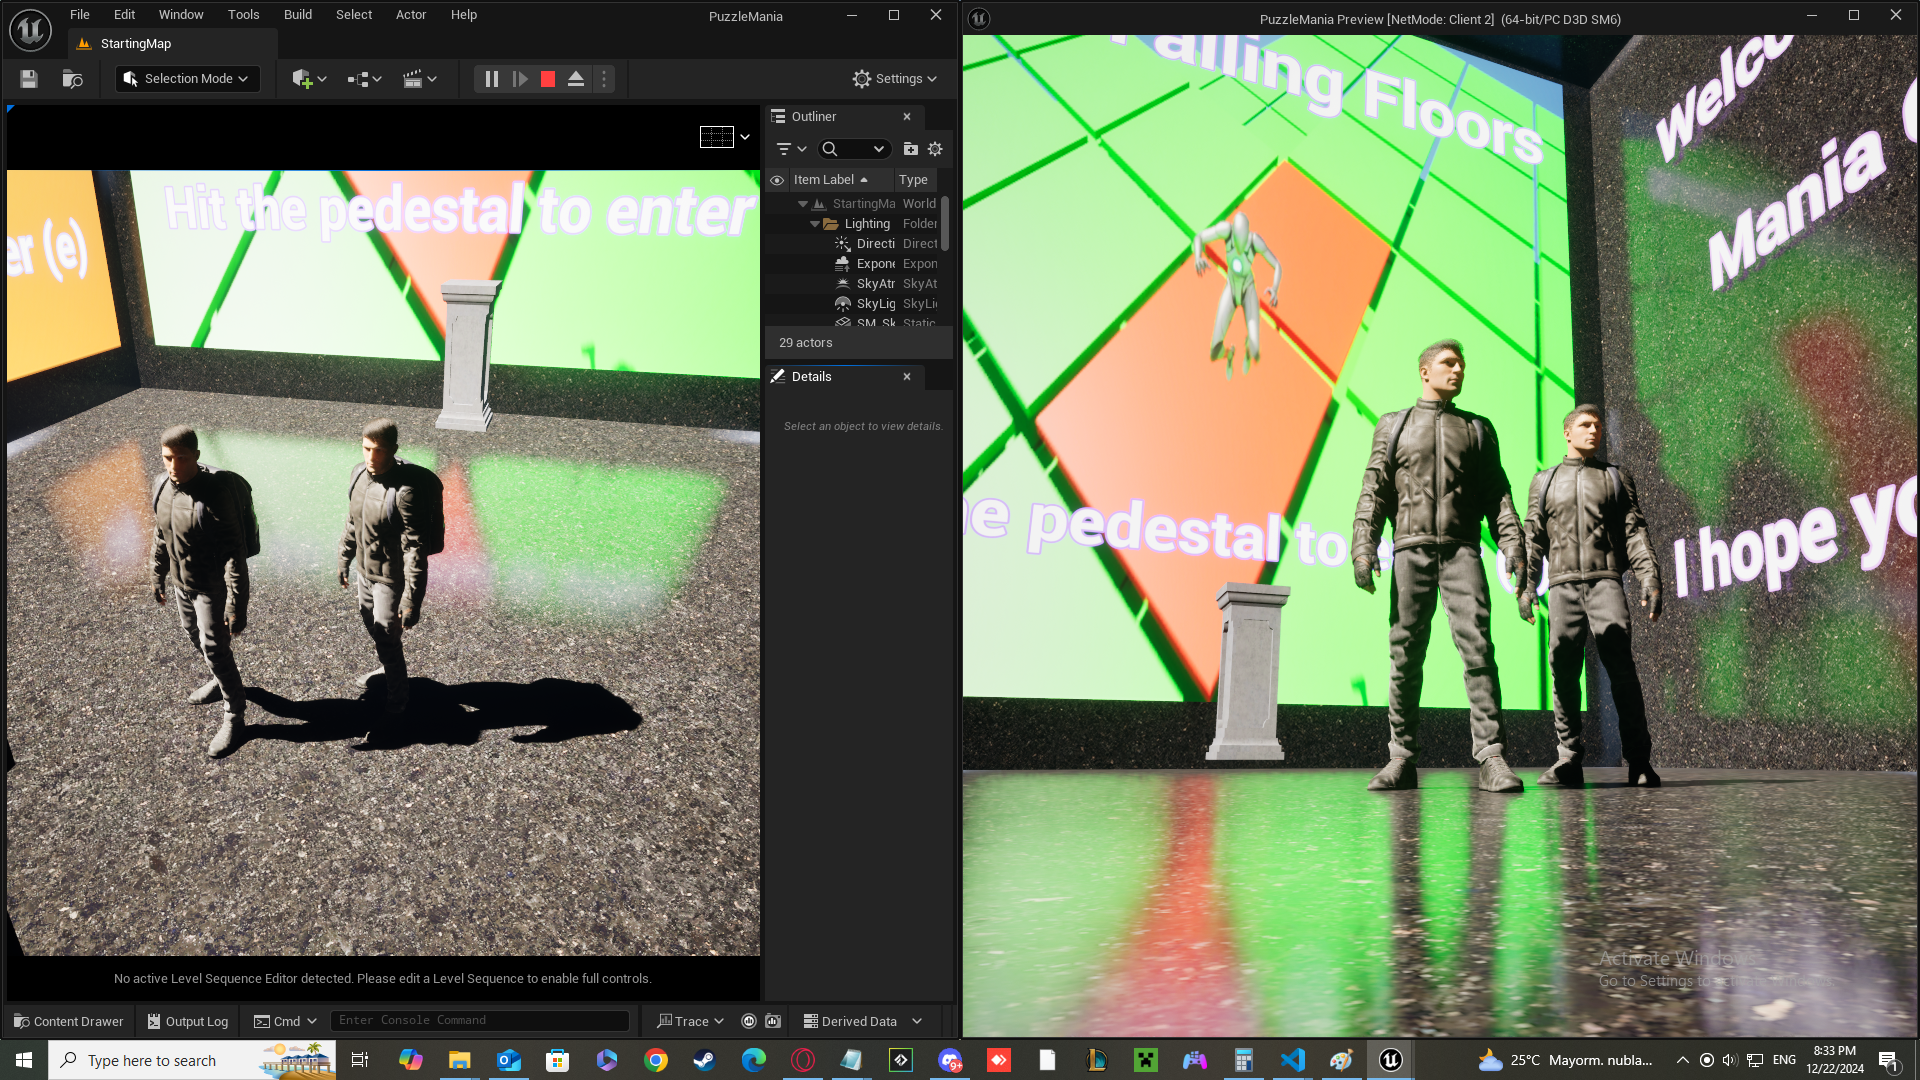 File Edit Window Tools Build Select Actor Help
PuzzleMania
StartingMap
Selection Mode
Settings
Hit the pedestal to enter
er (e)
Outliner
Item Label Type
StartingMa World
Lighting Folder
Directi Direct
Expone Expon
SkyAtr SkyAt
SkyLig SkyLi
SM_Sk Static
29 actors
Details
Select an object to view details.
No active Level Sequence Editor detected. Please edit a Level Sequence to enable full controls.
Content Drawer Output Log Cmd Enter Console Command Trace Derived Data
PuzzleMania Preview [NetMode: Client 2] (64-bit/PC D3D SM6)
Falling Floors
Welco
Mania
he pedestal to e
I hope yo
Activate Windows
Go to Settings to activate Windows.
Type here to search
9+
25°C Mayorm. nubla...
ENG
8:33 PM
12/22/2024
1